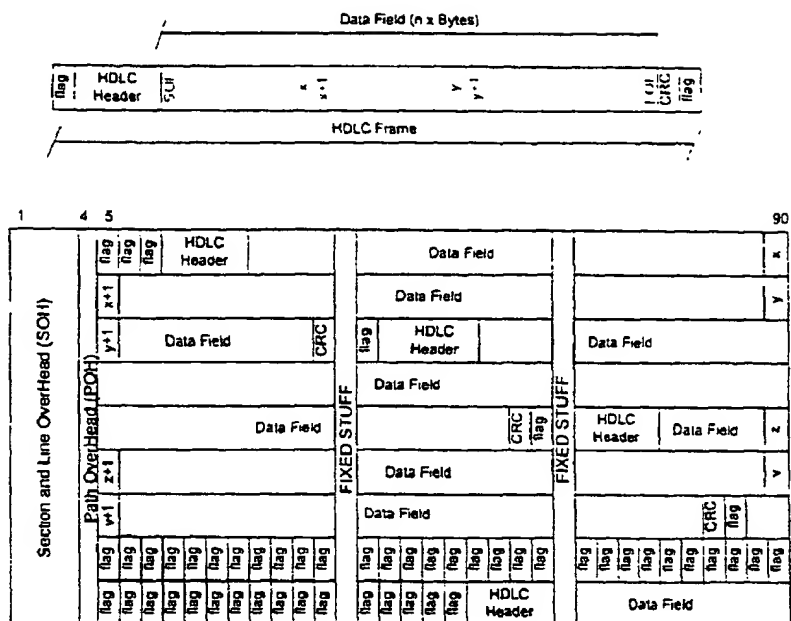 Data Field (n x Bytes)
flag HDLC Header x x+1 y y+1 CRC flag
HDLC Frame
1 4 5 90
Section and Line OverHead (SOH)
Path OverHead (POH)
FIXED STUFF
FIXED STUFF
flag flag flag HDLC Header Data Field x
x+1 Data Field y
y+1 Data Field CRC flag HDLC Header Data Field
Data Field
Data Field CRC flag HDLC Header Data Field z
z+1 Data Field v
v+1 Data Field CRC flag
flag flag flag flag flag flag flag flag flag flag flag flag flag flag flag flag flag flag flag flag flag flag flag flag flag flag flag flag flag flag
flag flag flag flag flag flag flag flag flag flag flag flag flag flag flag flag HDLC Header Data Field